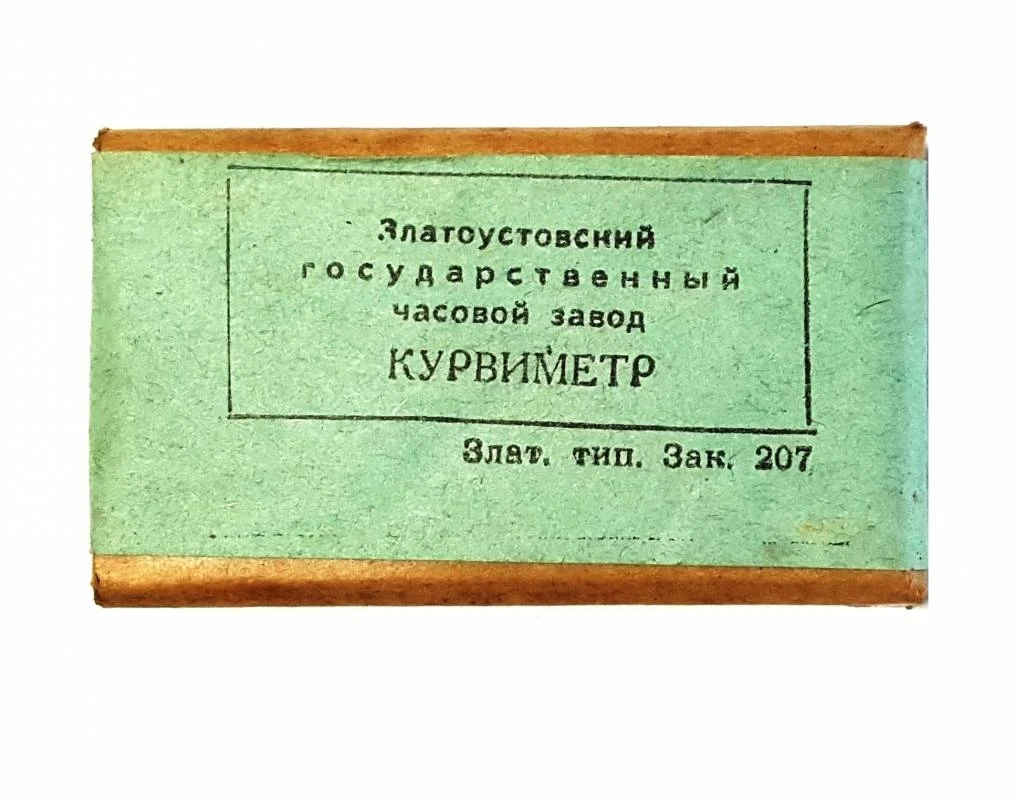 Златоустовский
государственный
часовой завод
КУРВИМЕТР
Злат. тип. Зак. 207